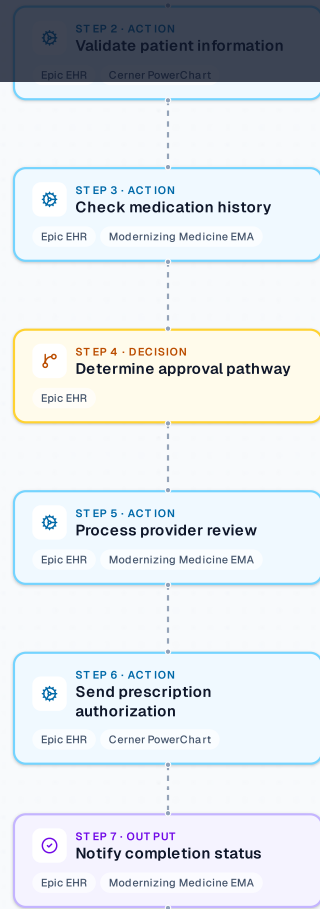 STEP 2 · ACTION
Validate patient information
Epic EHR Cerner PowerChart
STEP 3 · ACTION
Check medication history
Epic EHR Modernizing Medicine EMA
STEP 4 · DECISION
Determine approval pathway
Epic EHR
STEP 5 · ACTION
Process provider review
Epic EHR Modernizing Medicine EMA
STEP 6 · ACTION
Send prescription
authorization
Epic EHR Cerner PowerChart
STEP 7 · OUTPUT
Notify completion status
Epic EHR Modernizing Medicine EMA